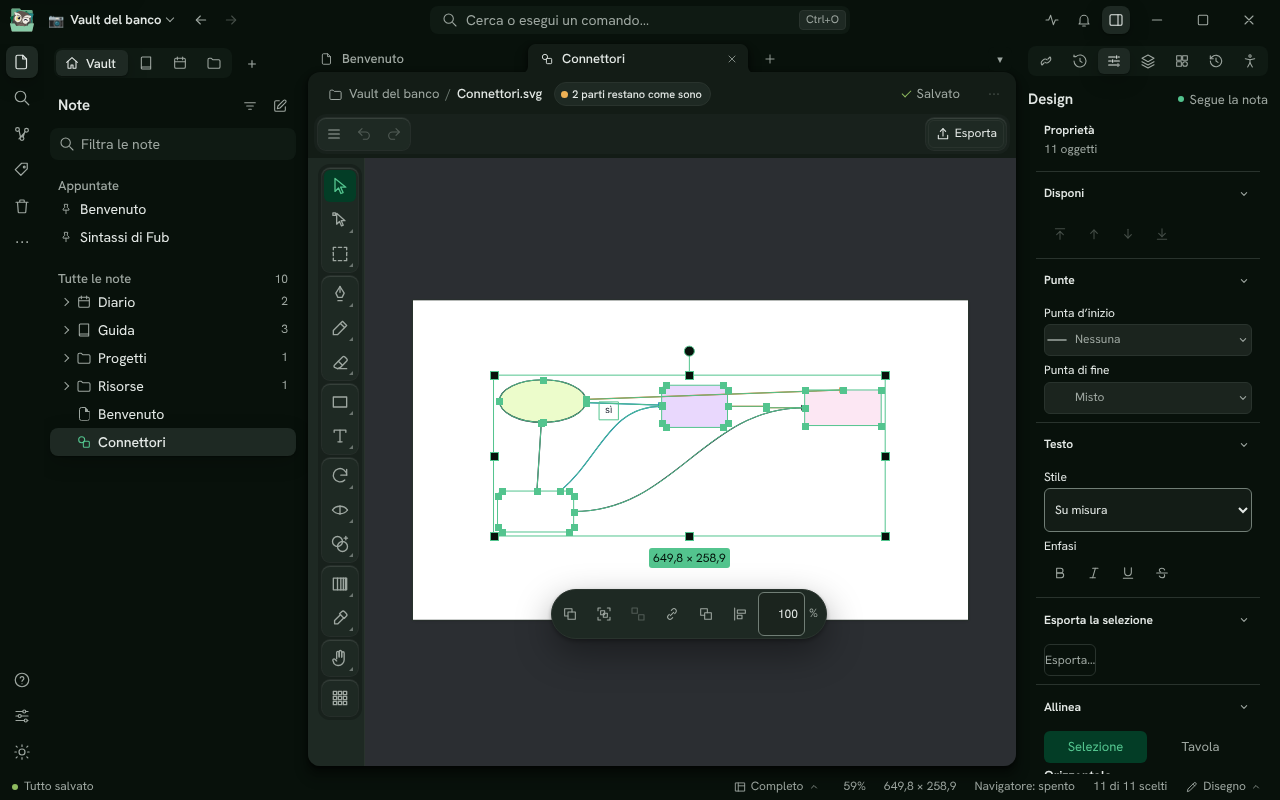 Vault del banco
Cerca o esegui un comando…
Ctrl+O
Vault
Benvenuto
Connettori
Note
Vault del banco / Connettori.svg
2 parti restano come sono
Salvato
Design
Segue la nota
Filtra le note
Esporta
Proprietà
11 oggetti
Appuntate
Benvenuto
Sintassi di Fub
Disponi
Tutte le note
10
Diario
2
Guida
3
Progetti
1
Risorse
1
Benvenuto
Connettori
Punte
Punta d’inizio
Nessuna
Punta di fine
Misto
sì
Testo
Stile
Su misura
Enfasi
B I U S
649,8 × 258,9
100 %
Esporta la selezione
Esporta…
Allinea
Selezione
Tavola
Orizzontale
Tutto salvato
Completo
59%
649,8 × 258,9
Navigatore: spento
11 di 11 scelti
Disegno